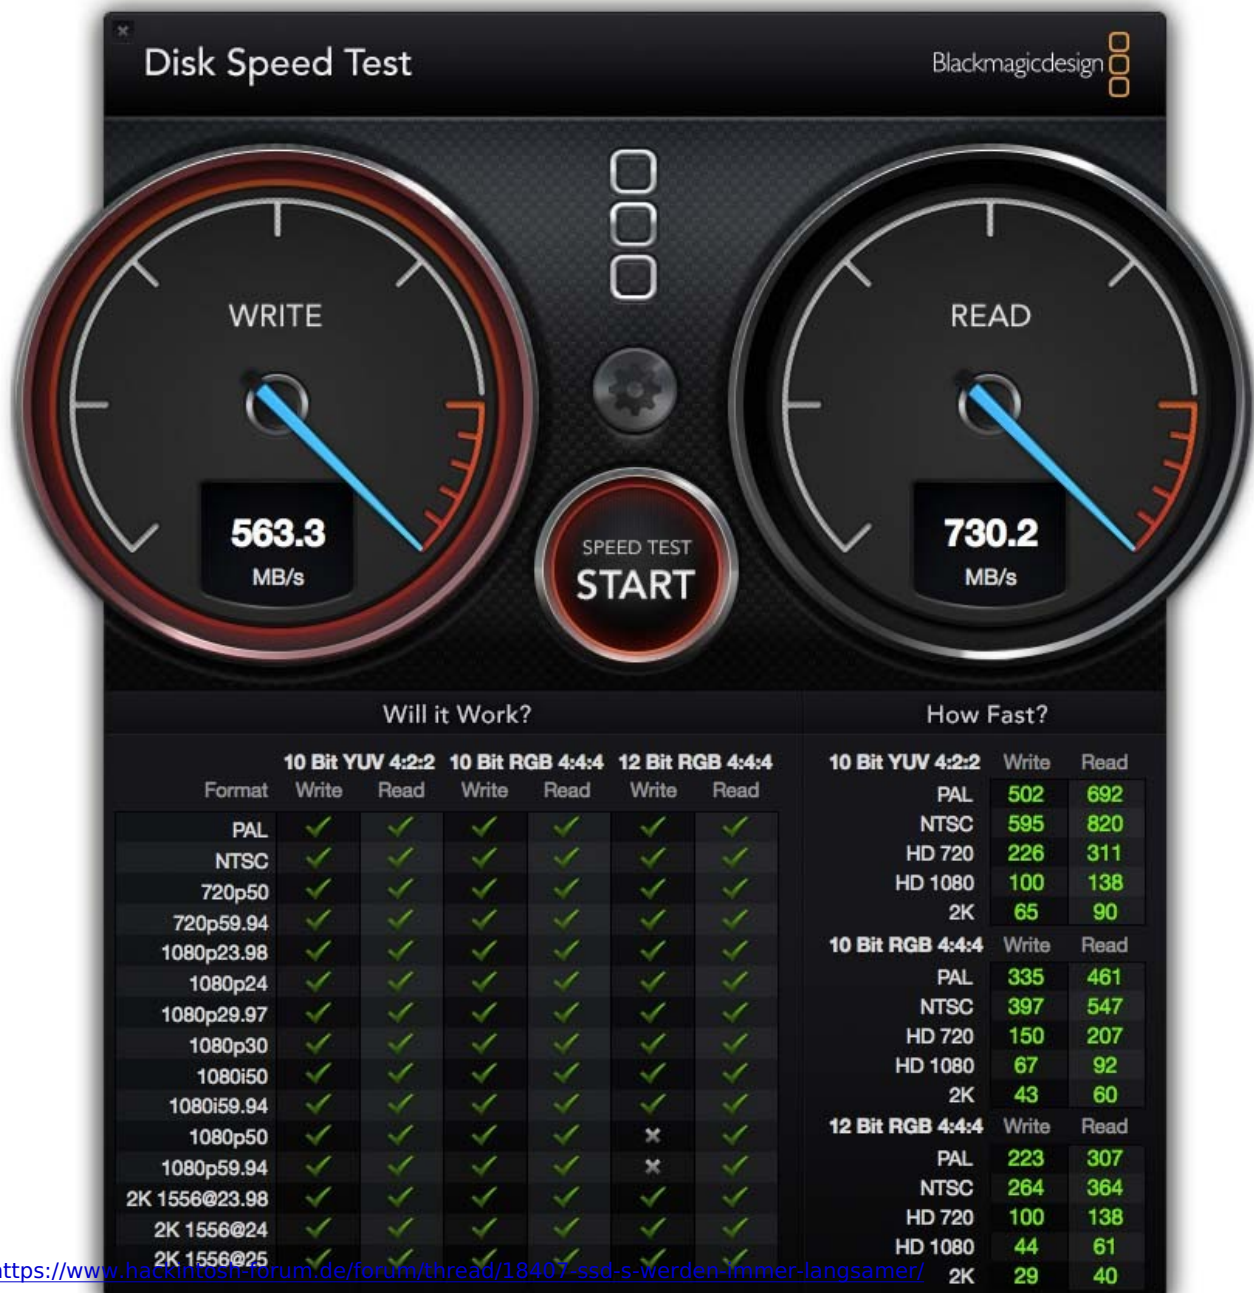 Disk Speed Test
Blackmagicdesign
WRITE
READ
563.3
MB/s
730.2
MB/s
SPEED TEST
START
Will it Work?
10 Bit YUV 4:2:2 10 Bit RGB 4:4:4 12 Bit RGB 4:4:4
Format Write Read Write Read Write Read
PAL
NTSC
720p50
720p59.94
1080p23.98
1080p24
1080p29.97
1080p30
1080i50
1080i59.94
1080p50
1080p59.94
2K 1556@23.98
2K 1556@24
2K 1556@25
How Fast?
10 Bit YUV 4:2:2 Write Read
PAL 502 692
NTSC 595 820
HD 720 226 311
HD 1080 100 138
2K 65 90
10 Bit RGB 4:4:4 Write Read
PAL 335 461
NTSC 397 547
HD 720 150 207
HD 1080 67 92
2K 43 60
12 Bit RGB 4:4:4 Write Read
PAL 223 307
NTSC 264 364
HD 720 100 138
HD 1080 44 61
2K 29 40
https://www.hackintosh-forum.de/forum/thread/18407-ssd-s-werden-immer-langsamer/